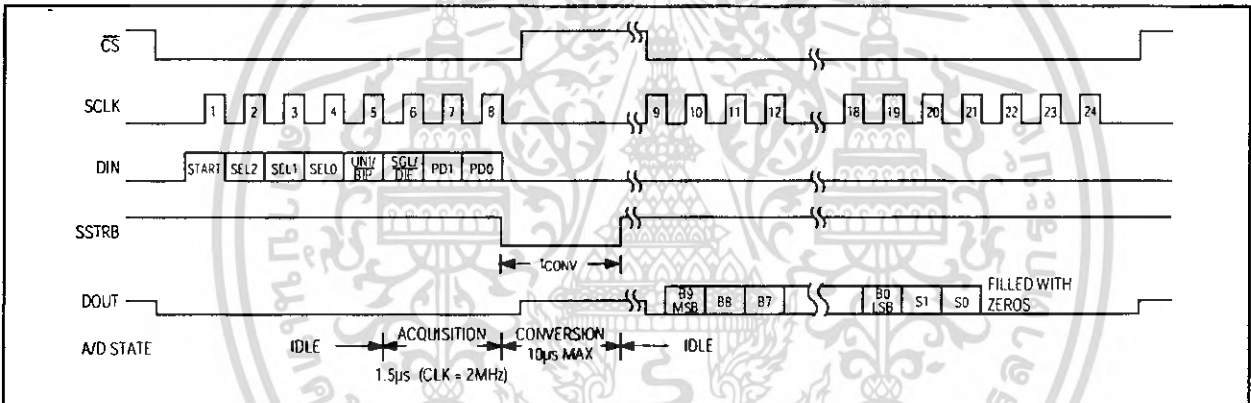 CS
SCLK 1 2 3 4 5 6 7 8 9 10 11 12 18 19 20 21 22 23 24
DIN START SEL2 SEL1 SEL0 UNI/ BIP SGL/ DIF PD1 PD0
SSTRB
tCONV
DOUT B9 MSB B8 B7 B0 LSB S1 S0 FILLED WITH ZEROS
A/D STATE IDLE ACQUISITION CONVERSION 10µs MAX IDLE
1.5µs (CLK = 2MHz)